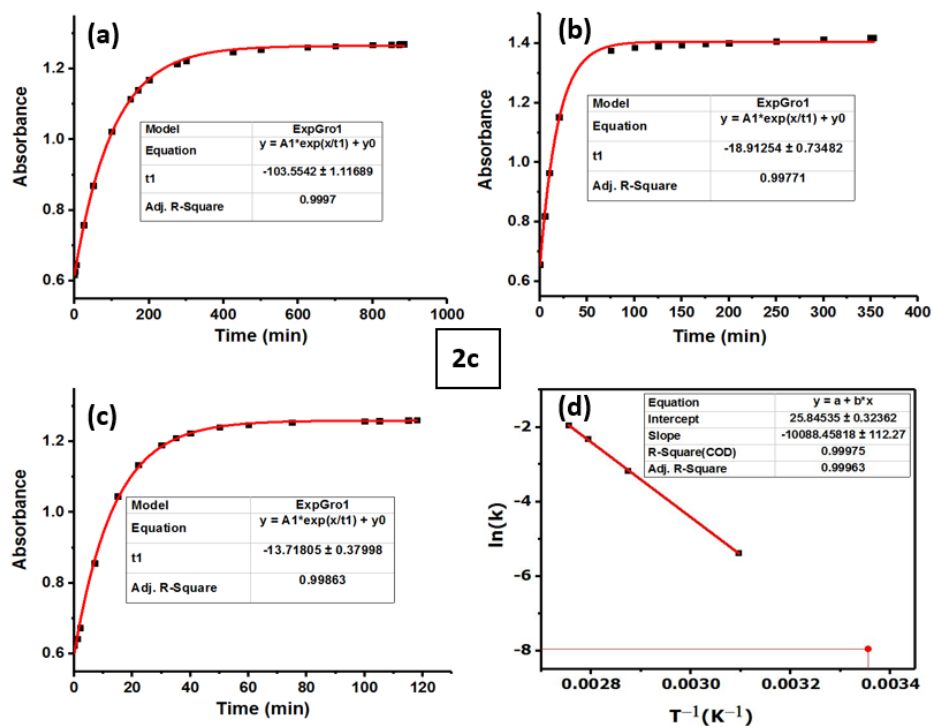 (a)
Absorbance
1.2
1.0
0.8
0.6
Model ExpGro1
Equation y = A1*exp(x/t1) + y0
t1 -103.5542 ± 1.11689
Adj. R-Square 0.9997
0 200 400 600 800 1000
Time (min)
(b)
Absorbance
1.4
1.2
1.0
0.8
0.6
Model ExpGro1
Equation y = A1*exp(x/t1) + y0
t1 -18.91254 ± 0.73482
Adj. R-Square 0.99771
0 50 100 150 200 250 300 350 400
Time (min)
2c
(c)
Absorbance
1.2
1.0
0.8
0.6
Model ExpGro1
Equation y = A1*exp(x/t1) + y0
t1 -13.71805 ± 0.37998
Adj. R-Square 0.99863
0 20 40 60 80 100 120
Time (min)
(d)
ln(k)
-2
-4
-6
-8
Equation y = a + b*x
Intercept 25.84535 ± 0.32362
Slope -10088.45818 ± 112.27
R-Square(COD) 0.99975
Adj. R-Square 0.99963
0.0028 0.0030 0.0032 0.0034
T⁻¹(K⁻¹)